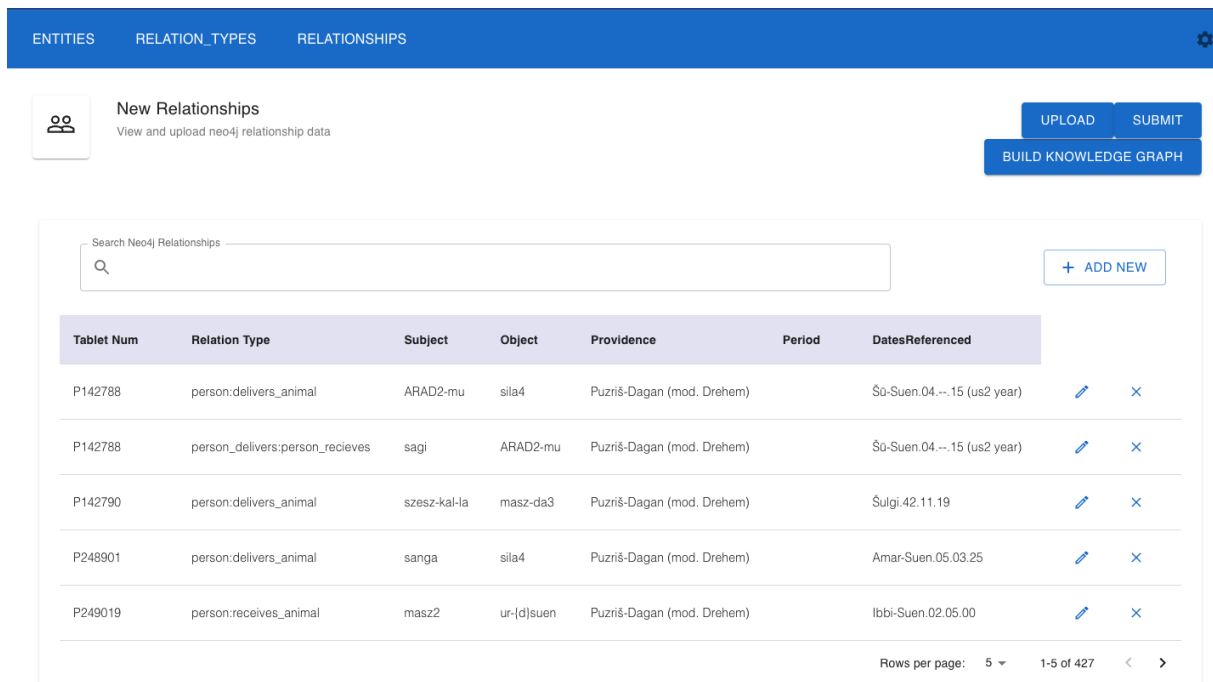 ENTITIES RELATION_TYPES RELATIONSHIPS
New Relationships
View and upload neo4j relationship data
UPLOAD SUBMIT
BUILD KNOWLEDGE GRAPH
Search Neo4j Relationships
+ ADD NEW
Tablet Num Relation Type Subject Object Providence Period DatesReferenced
P142788 person:delivers_animal ARAD2-mu sila4 Puzriš-Dagan (mod. Drehem) Šū-Suen.04.--.15 (us2 year)
P142788 person_delivers:person_recieves sagi ARAD2-mu Puzriš-Dagan (mod. Drehem) Šū-Suen.04.--.15 (us2 year)
P142790 person:delivers_animal szesz-kal-la masz-da3 Puzriš-Dagan (mod. Drehem) Šulgi.42.11.19
P248901 person:delivers_animal sanga sila4 Puzriš-Dagan (mod. Drehem) Amar-Suen.05.03.25
P249019 person:receives_animal masz2 ur-{d}suen Puzriš-Dagan (mod. Drehem) Ibbi-Suen.02.05.00
Rows per page: 5 1-5 of 427